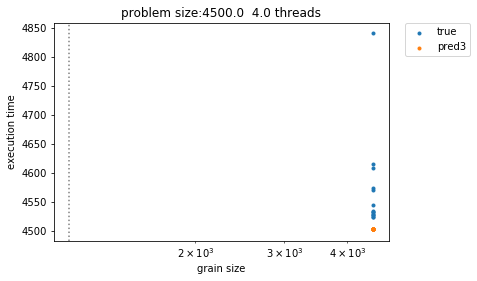 problem size:4500.0  4.0 threads
4850
4800
4750
4700
4650
4600
4550
4500
execution time
2 × 10³
3 × 10³
4 × 10³
grain size
true
pred3